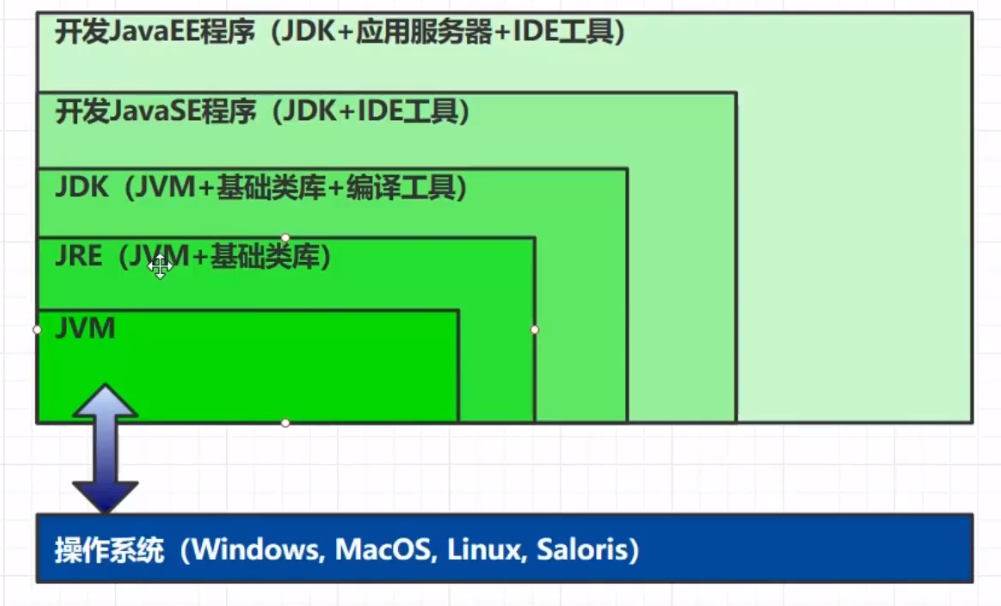 开发JavaEE程序（JDK+应用服务器+IDE工具）
开发JavaSE程序（JDK+IDE工具）
JDK（JVM+基础类库+编译工具）
JRE（JVM+基础类库）
JVM
操作系统（Windows, MacOS, Linux, Saloris）